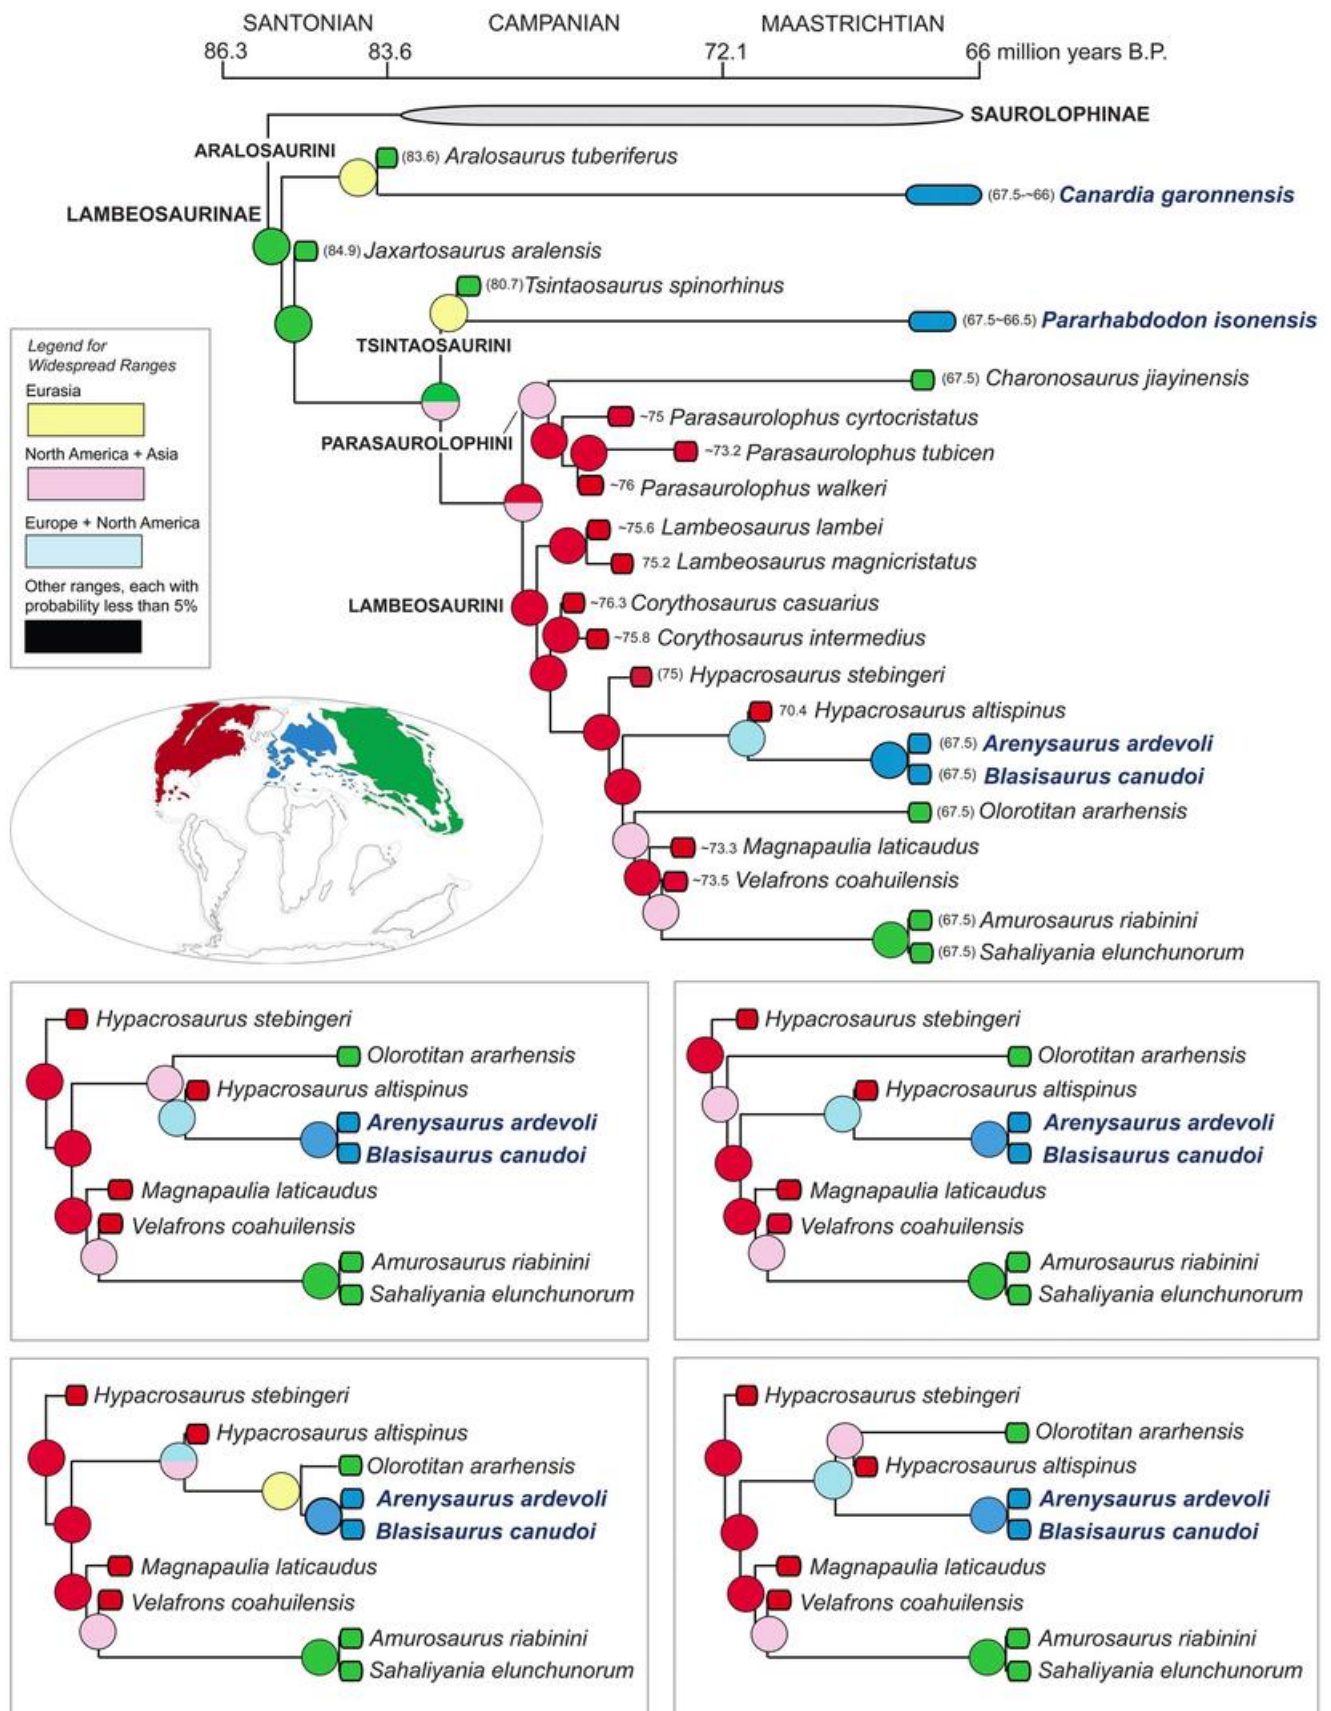 SANTONIAN CAMPANIAN MAASTRICHTIAN
86.3 83.6 72.1 66 million years B.P.
SAUROLOPHINAE
ARALOSAURINI
(83.6) Aralosaurus tuberiferus
(67.5-~66) Canardia garonnensis
LAMBEOSAURINAE
(84.9) Jaxartosaurus aralensis
(80.7) Tsintaosaurus spinorhinus
(67.5~66.5) Pararhabdodon isonensis
TSINTAOSAURINI
(67.5) Charonosaurus jiayinensis
~75 Parasaurolophus cyrtocristatus
PARASAUROLOPHINI
~73.2 Parasaurolophus tubicen
~76 Parasaurolophus walkeri
~75.6 Lambeosaurus lambei
75.2 Lambeosaurus magnicristatus
LAMBEOSAURINI
~76.3 Corythosaurus casuarius
~75.8 Corythosaurus intermedius
(75) Hypacrosaurus stebingeri
70.4 Hypacrosaurus altispinus
(67.5) Arenysaurus ardevoli
(67.5) Blasisaurus canudoi
(67.5) Olorotitan ararhensis
~73.3 Magnapaulia laticaudus
~73.5 Velafrons coahuilensis
(67.5) Amurosaurus riabinini
(67.5) Sahaliyania elunchunorum
Legend for
Widespread Ranges
Eurasia
North America + Asia
Europe + North America
Other ranges, each with
probability less than 5%
Hypacrosaurus stebingeri
Olorotitan ararhensis
Hypacrosaurus altispinus
Arenysaurus ardevoli
Blasisaurus canudoi
Magnapaulia laticaudus
Velafrons coahuilensis
Amurosaurus riabinini
Sahaliyania elunchunorum
Hypacrosaurus stebingeri
Olorotitan ararhensis
Hypacrosaurus altispinus
Arenysaurus ardevoli
Blasisaurus canudoi
Magnapaulia laticaudus
Velafrons coahuilensis
Amurosaurus riabinini
Sahaliyania elunchunorum
Hypacrosaurus stebingeri
Hypacrosaurus altispinus
Olorotitan ararhensis
Arenysaurus ardevoli
Blasisaurus canudoi
Magnapaulia laticaudus
Velafrons coahuilensis
Amurosaurus riabinini
Sahaliyania elunchunorum
Hypacrosaurus stebingeri
Olorotitan ararhensis
Hypacrosaurus altispinus
Arenysaurus ardevoli
Blasisaurus canudoi
Magnapaulia laticaudus
Velafrons coahuilensis
Amurosaurus riabinini
Sahaliyania elunchunorum